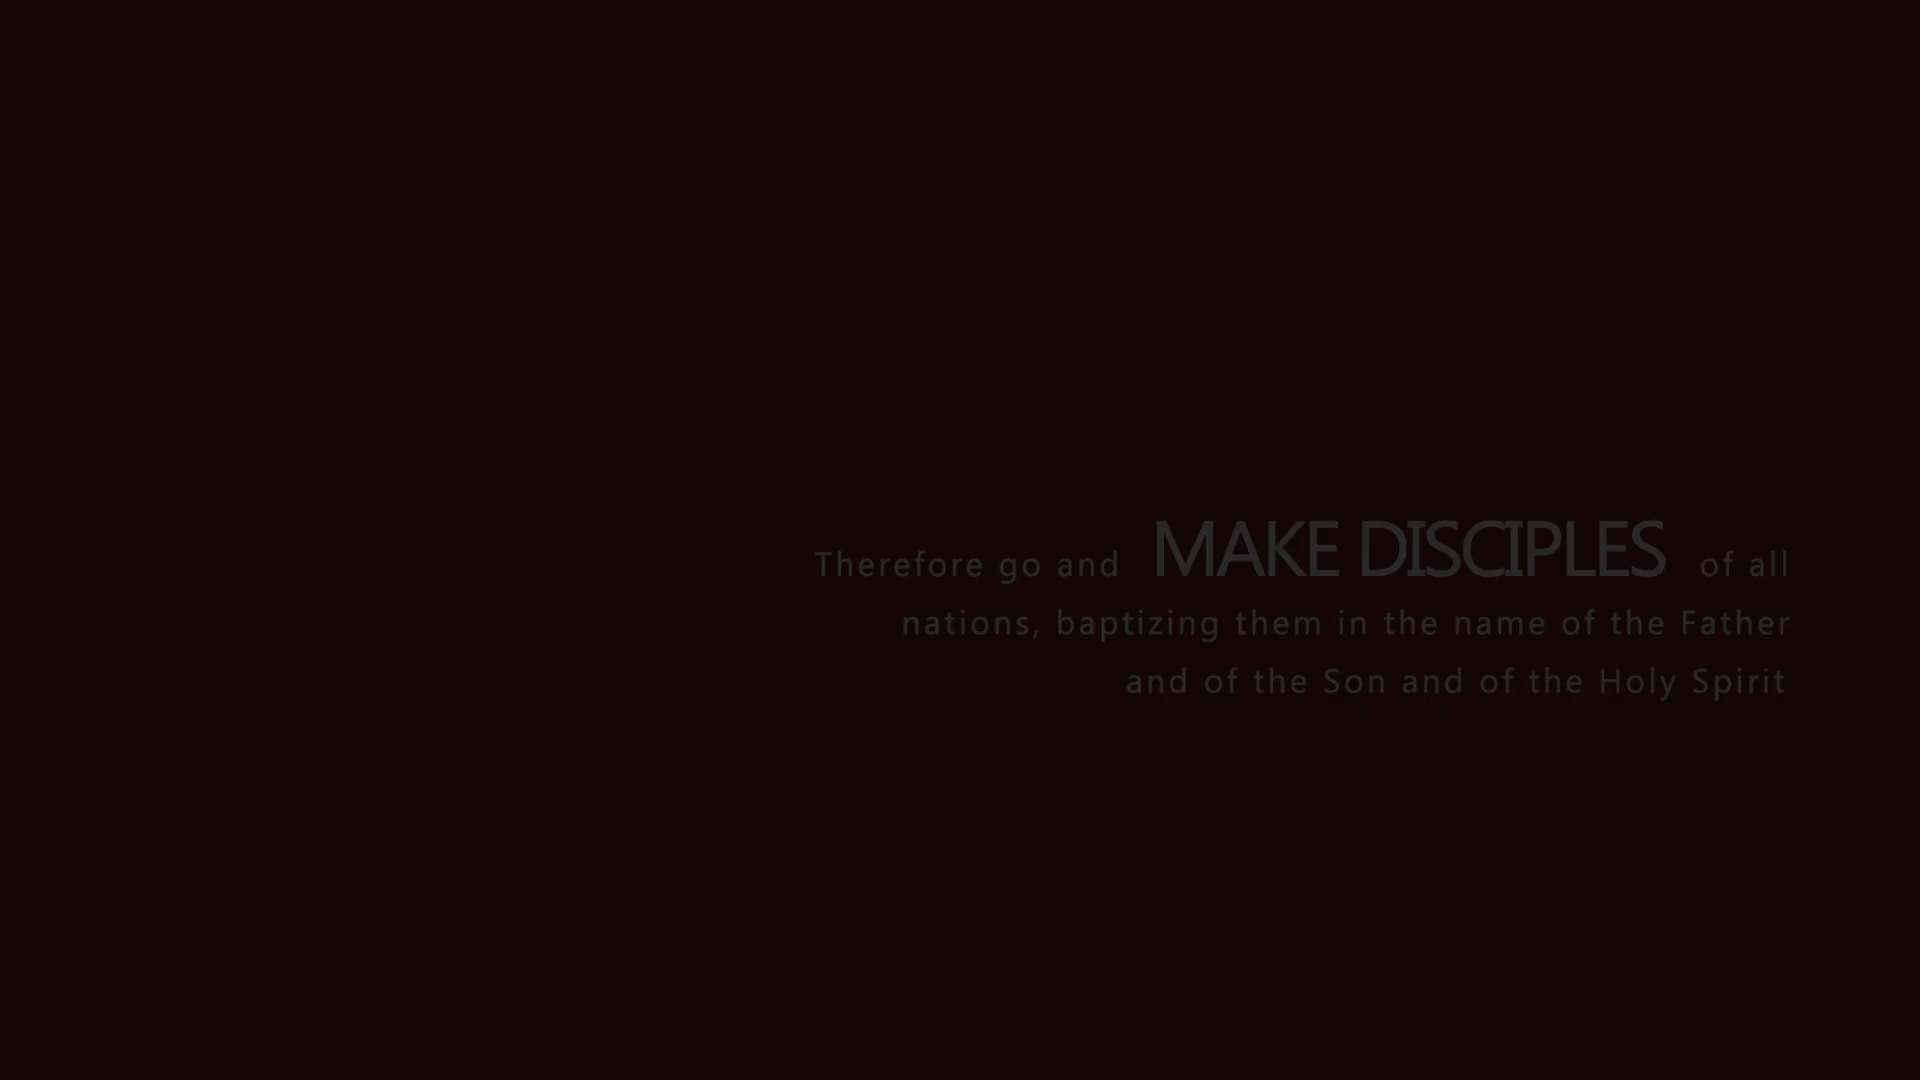 Therefore go and MAKE DISCIPLES of all
nations, baptizing them in the name of the Father
and of the Son and of the Holy Spirit